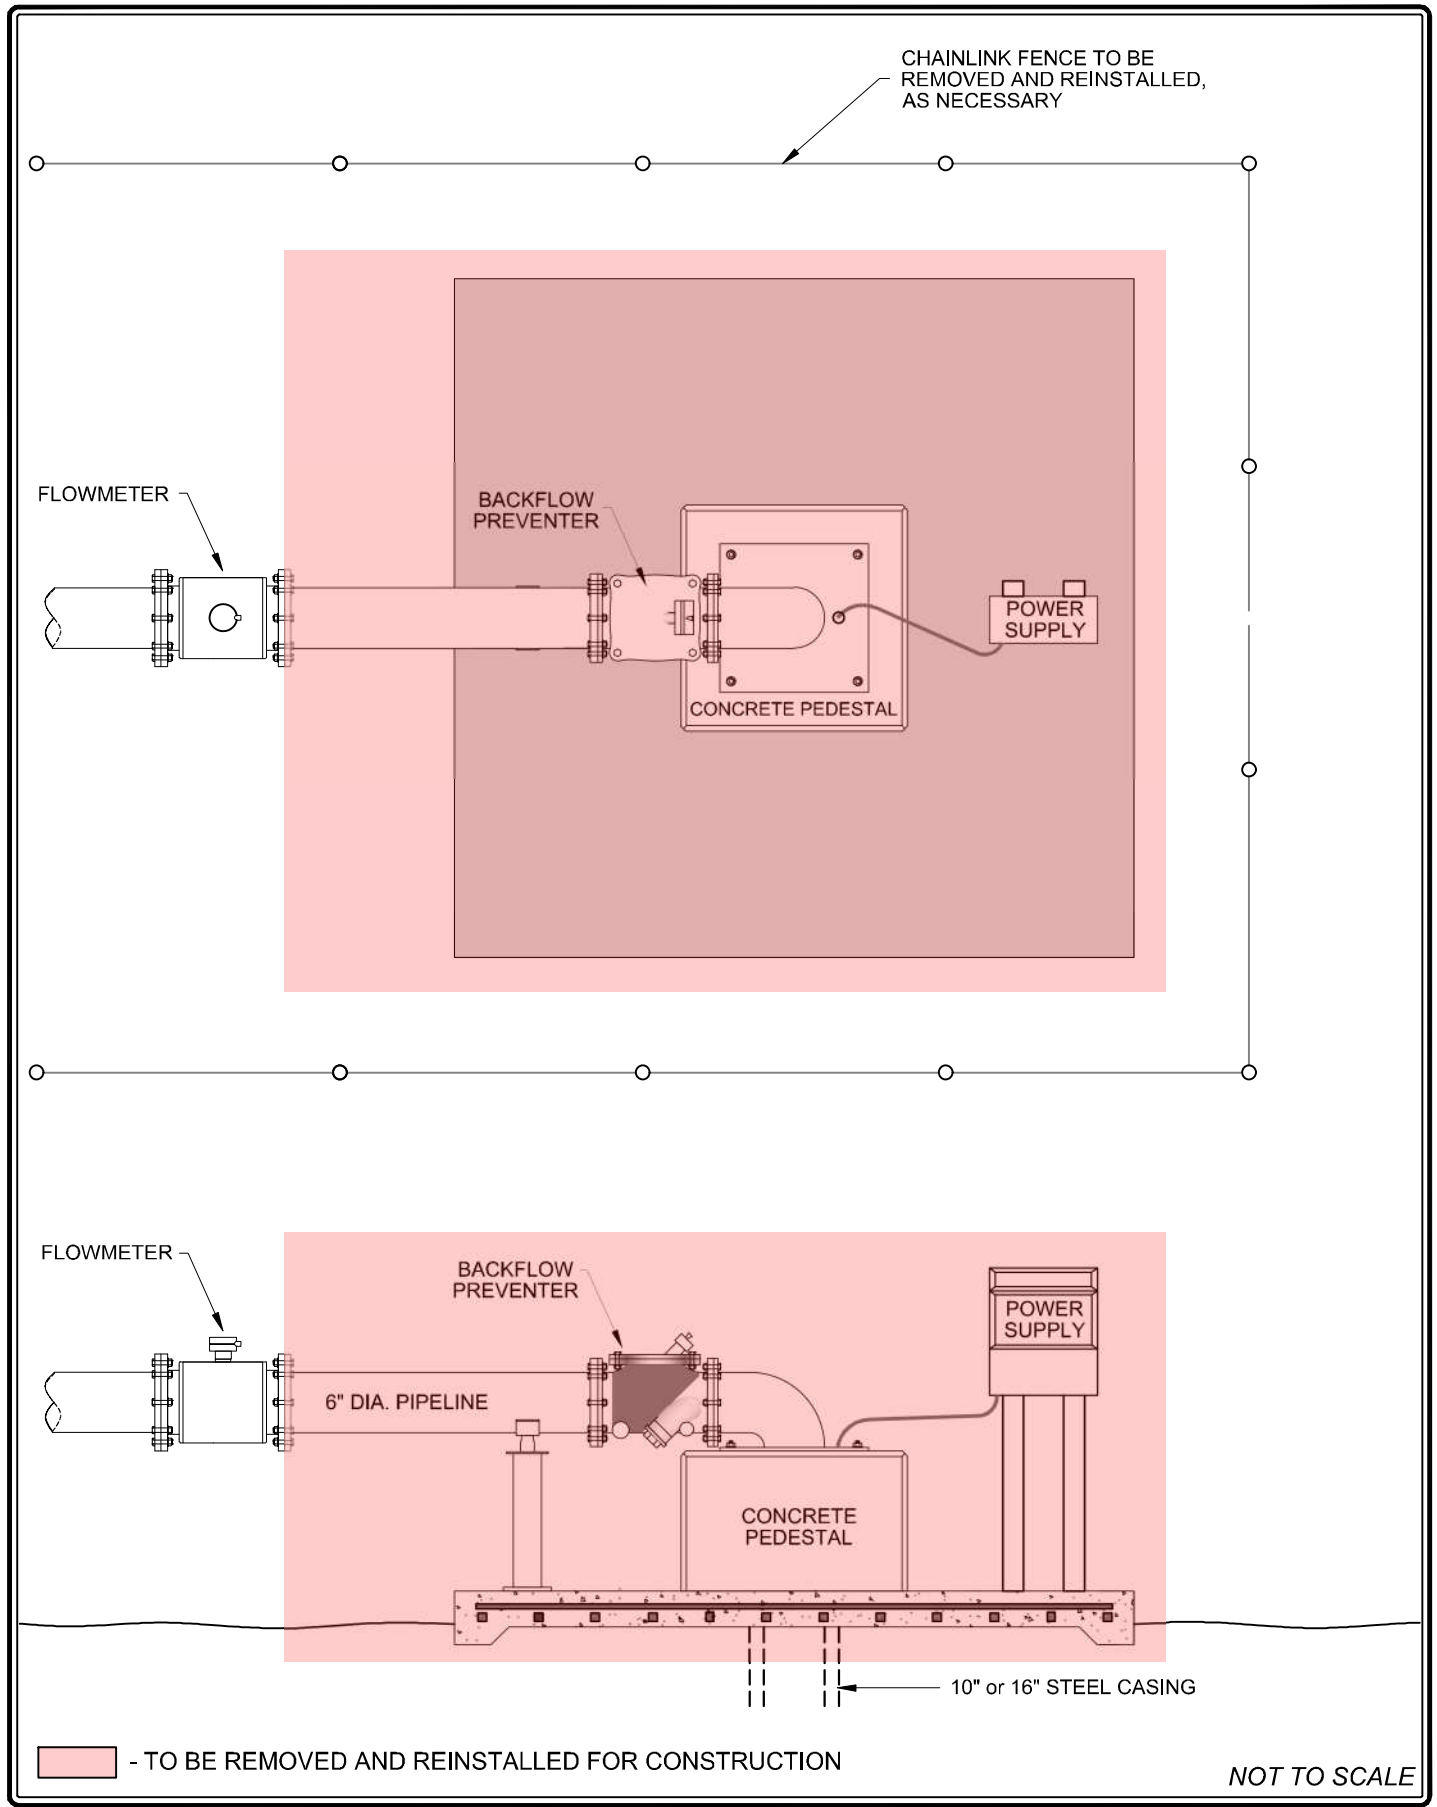 CHAINLINK FENCE TO BE
REMOVED AND REINSTALLED,
AS NECESSARY
FLOWMETER
BACKFLOW
PREVENTER
POWER
SUPPLY
CONCRETE PEDESTAL
FLOWMETER
BACKFLOW
PREVENTER
POWER
SUPPLY
6" DIA. PIPELINE
CONCRETE
PEDESTAL
10" or 16" STEEL CASING
- TO BE REMOVED AND REINSTALLED FOR CONSTRUCTION
NOT TO SCALE